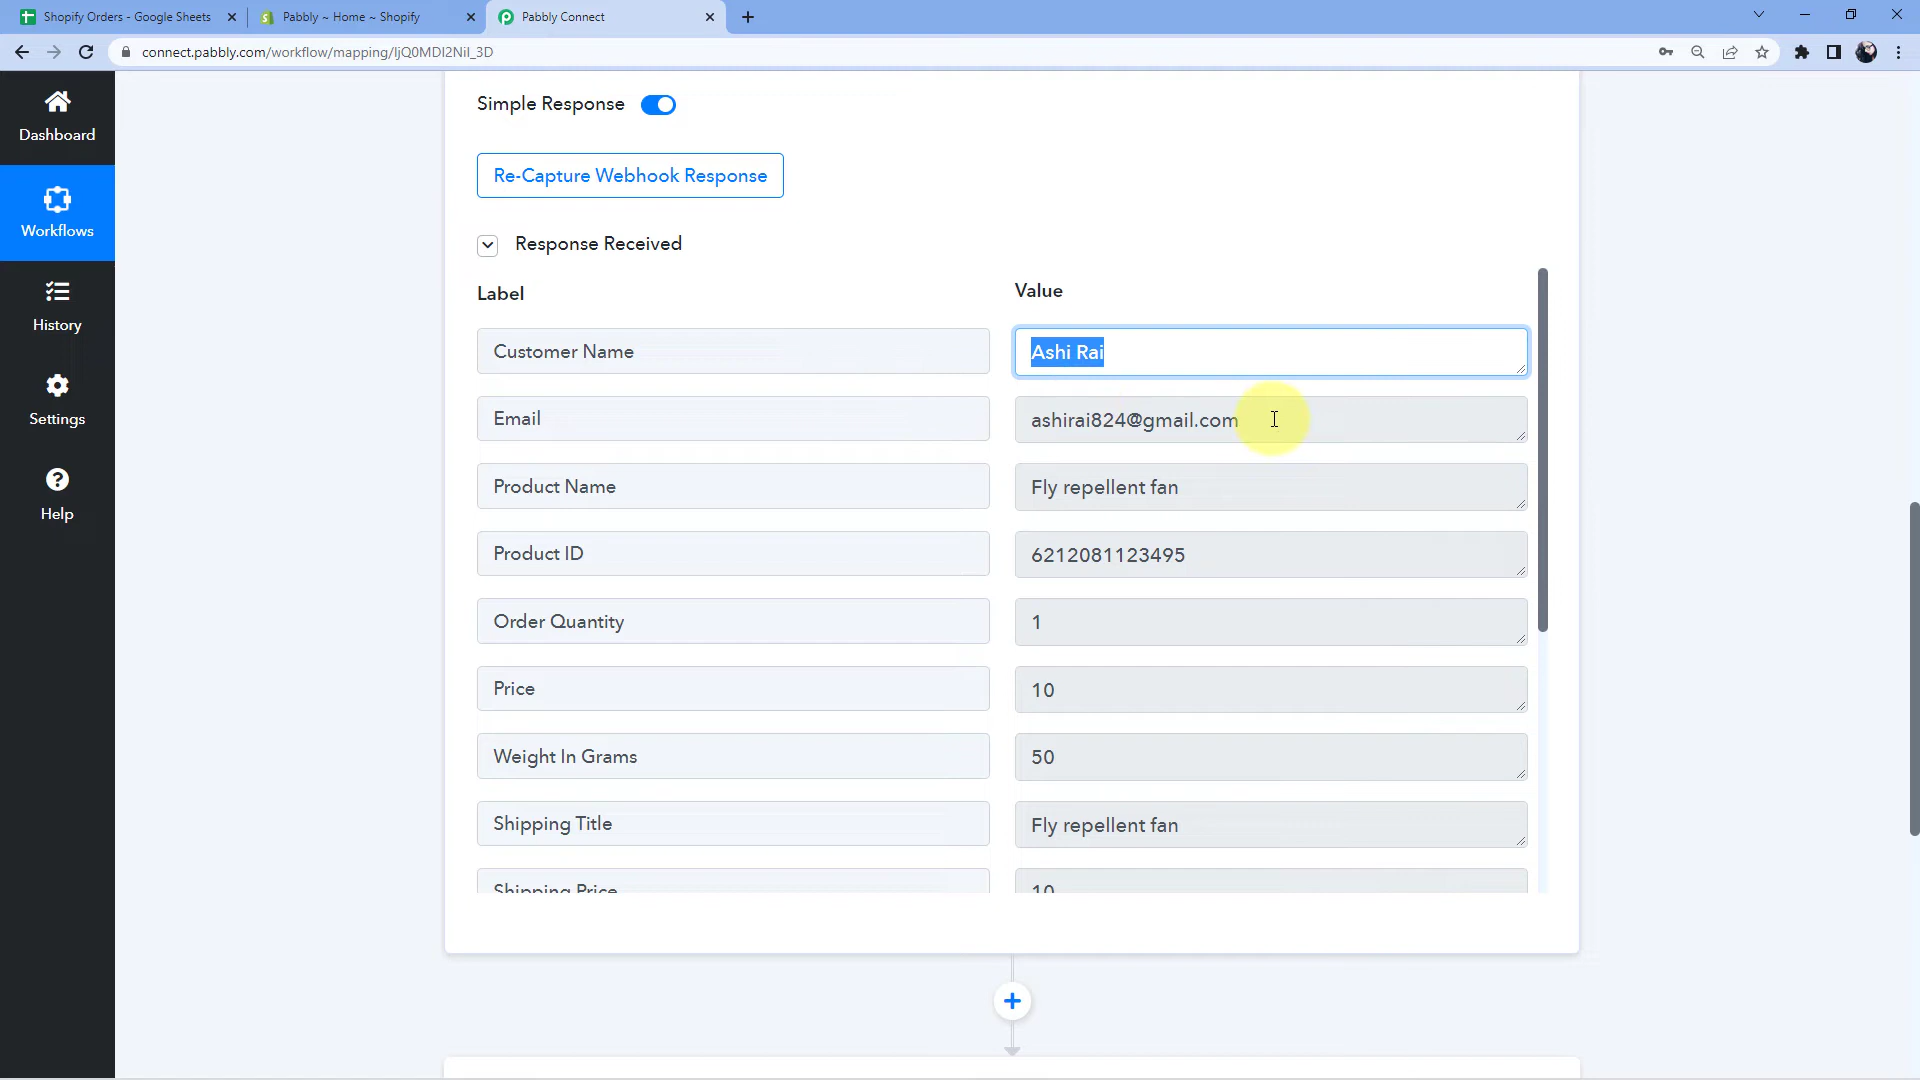 Shopify Orders - Google Sheets
Pabbly ~ Home ~ Shopify
Pabbly Connect
connect.pabbly.com/workflow/mapping/IjQ0MDI2NiI_3D
Dashboard
Workflows
History
Settings
Help
Simple Response
Re-Capture Webhook Response
Response Received
Label
Value
Customer Name
Ashi Rai
Email
ashirai824@gmail.com
Product Name
Fly repellent fan
Product ID
6212081123495
Order Quantity
1
Price
10
Weight In Grams
50
Shipping Title
Fly repellent fan
Shipping Price
10